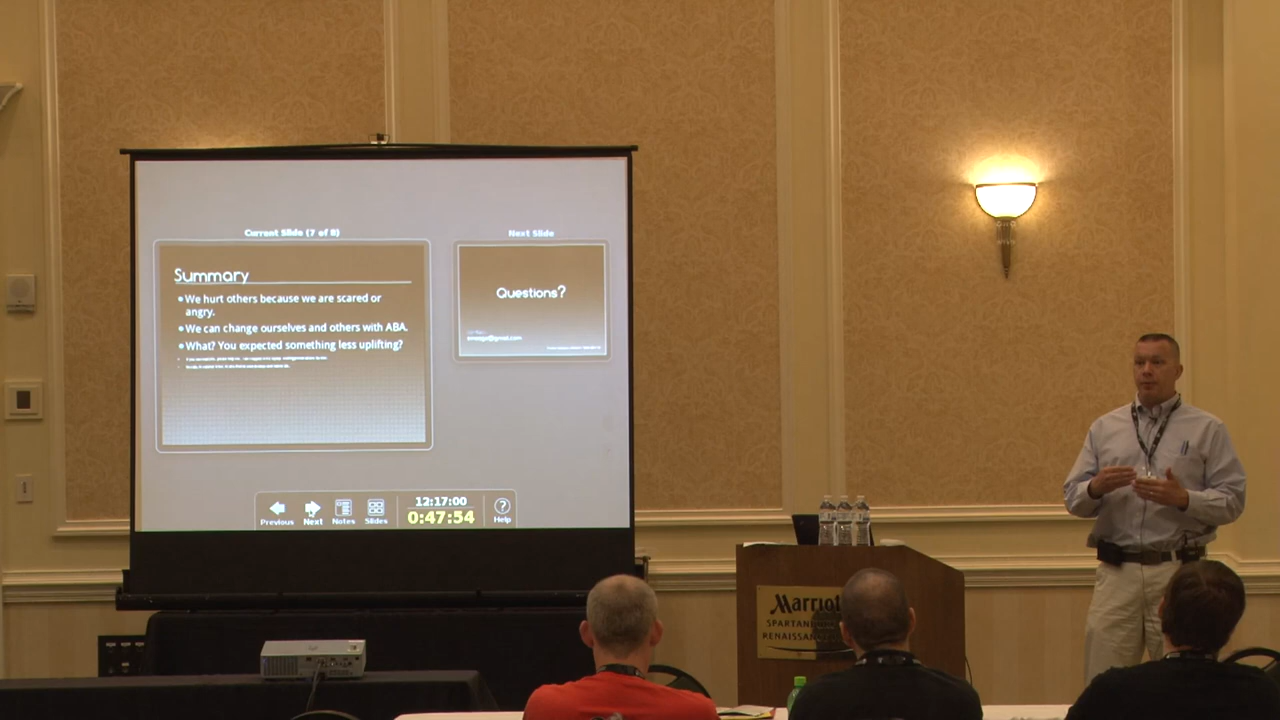 Current Slide (7 of 8)
Next Slide
Summary
We hurt others because we are scared or
angry.
We can change ourselves and others with ABA.
What? You expected something less uplifting?
Questions?
Previous
Next
Notes
Slides
12:17:00
0:47:54
Help
Marriott
RENAISSAN